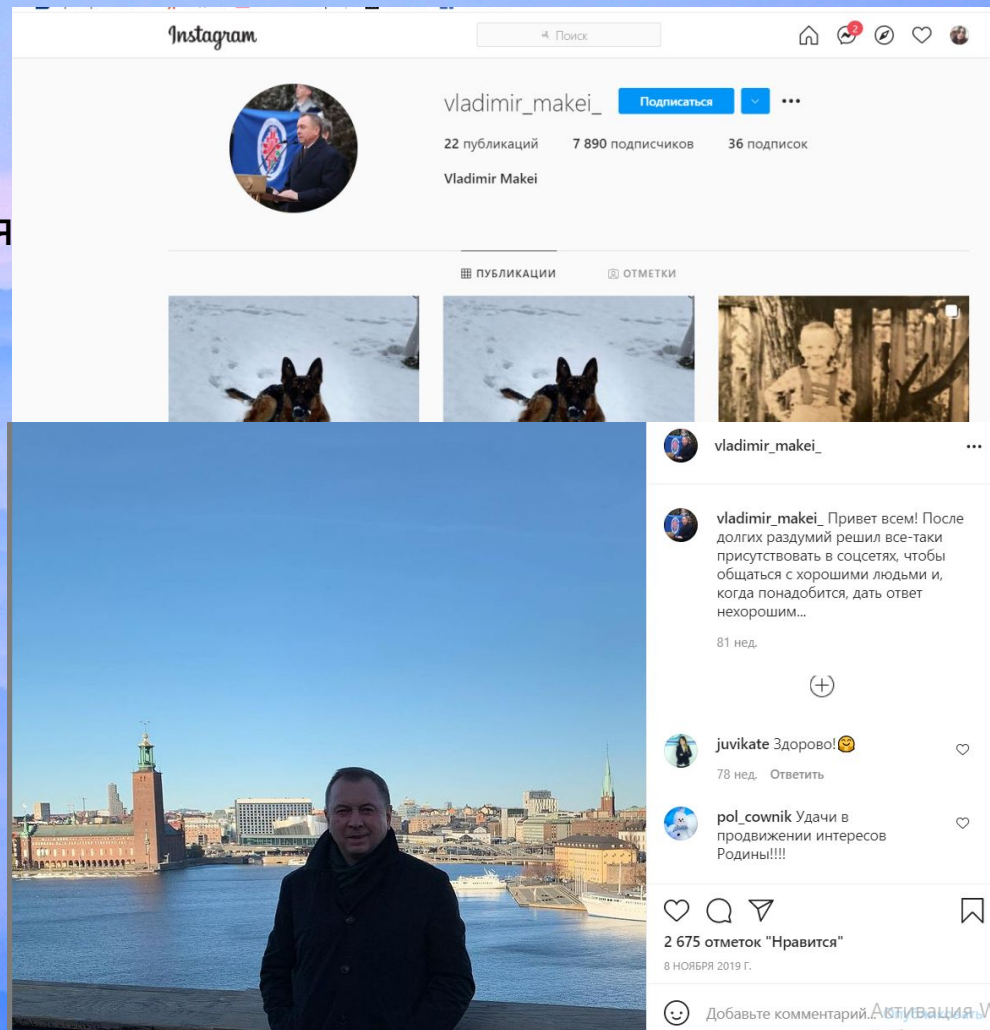 Instagram
Поиск
2
vladimir_makei_
Подписаться
22 публикаций 7 890 подписчиков 36 подписок
Vladimir Makei
я
ПУБЛИКАЦИИ ОТМЕТКИ
vladimir_makei_
vladimir_makei_ Привет всем! После
долгих раздумий решил все-таки
присутствовать в соцсетях, чтобы
общаться с хорошими людьми и,
когда понадобится, дать ответ
нехорошим...
81 нед.
juvikate Здорово!🤗
78 нед. Ответить
pol_cownik Удачи в
продвижении интересов
Родины!!!!
2 675 отметок "Нравится"
8 НОЯБРЯ 2019 Г.
Добавьте комментарий...
Активация W